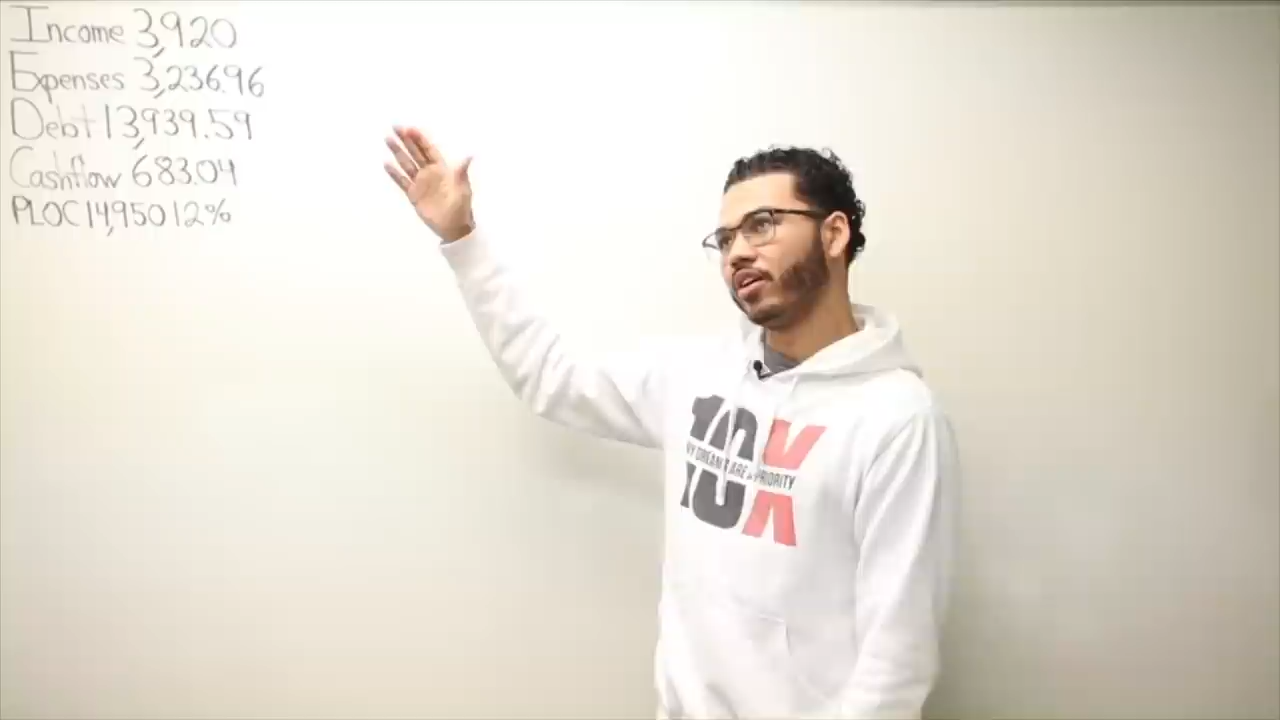 Income 3,920
Expenses 3,236.96
Debt 13,939.59
Cashflow 683.04
PLOC 14,950 12%
10X
MY DREAMS ARE A PRIORITY